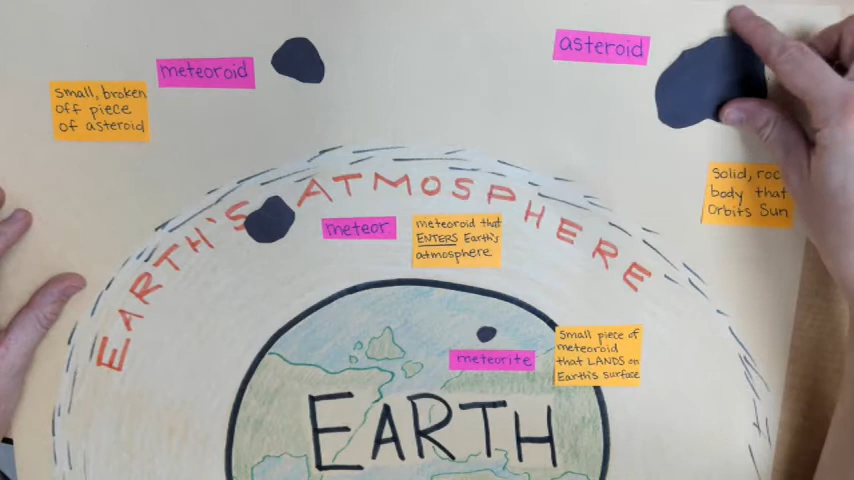 asteroid
meteoroid
small, broken
off piece
of asteroid
Solid, roc
body that
Orbits Sun
EARTH'S ATMOSPHERE
meteor
meteoroid that
ENTERS Earth's
atmosphere
meteorite
Small piece of
meteoroid
that LANDS on
Earth's surface
EARTH